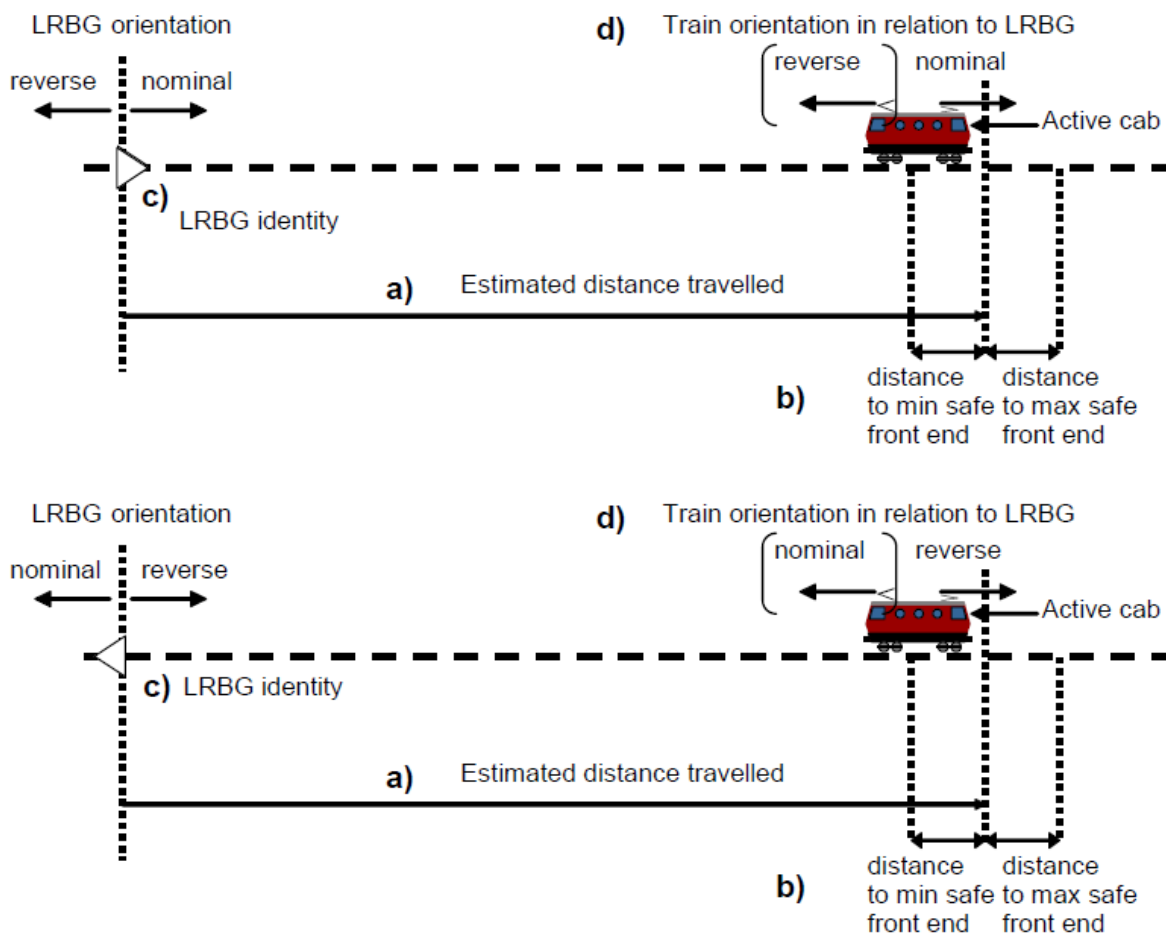 LRBG orientation
d) Train orientation in relation to LRBG
reverse nominal
reverse nominal
Active cab
c)
LRBG identity
a) Estimated distance travelled
b) distance to min safe front end
distance to max safe front end
LRBG orientation
d) Train orientation in relation to LRBG
nominal reverse
nominal reverse
Active cab
c) LRBG identity
a) Estimated distance travelled
b) distance to min safe front end
distance to max safe front end